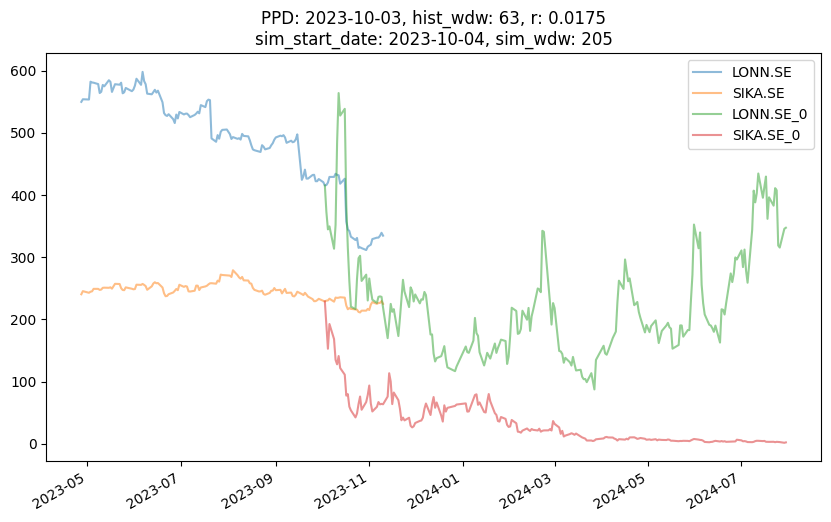 PPD: 2023-10-03, hist_wdw: 63, r: 0.0175
sim_start_date: 2023-10-04, sim_wdw: 205
LONN.SE
SIKA.SE
LONN.SE_0
SIKA.SE_0
600
500
400
300
200
100
0
2023-05
2023-07
2023-09
2023-11
2024-01
2024-03
2024-05
2024-07